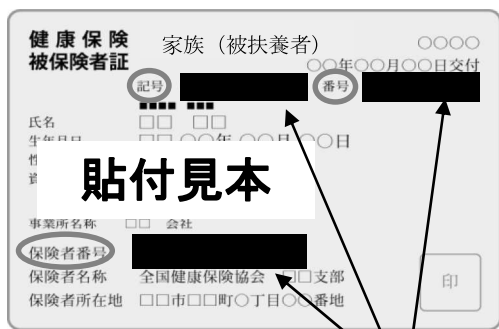 健康保険 家族（被扶養者） ○○○○
被保険者証 ○○年○○月○○日交付
記号 番号
氏名 □□ □□
生年月日 □□ ○○年 ○○月 ○○日
貼付見本
事業所名称 □□ 会社
保険者番号
保険者名称 全国健康保険協会 □□支部
保険者所在地 □□市□□町○丁目○○番地
印